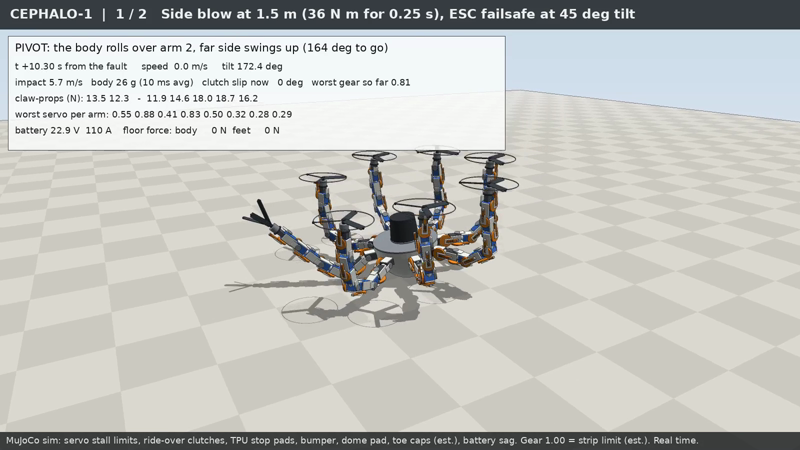 CEPHALO-1 | 1 / 2 Side blow at 1.5 m (36 N m for 0.25 s), ESC failsafe at 45 deg tilt
PIVOT: the body rolls over arm 2, far side swings up (164 deg to go)
t +10.30 s from the fault speed 0.0 m/s tilt 172.4 deg
impact 5.7 m/s body 26 g (10 ms avg) clutch slip now 0 deg worst gear so far 0.81
claw-props (N): 13.5 12.3 - 11.9 14.6 18.0 18.7 16.2
worst servo per arm: 0.55 0.88 0.41 0.83 0.50 0.32 0.28 0.29
battery 22.9 V 110 A floor force: body 0 N feet 0 N
MuJoCo sim: servo stall limits, ride-over clutches, TPU stop pads, bumper, dome pad, toe caps (est.), battery sag. Gear 1.00 = strip limit (est.). Real time.